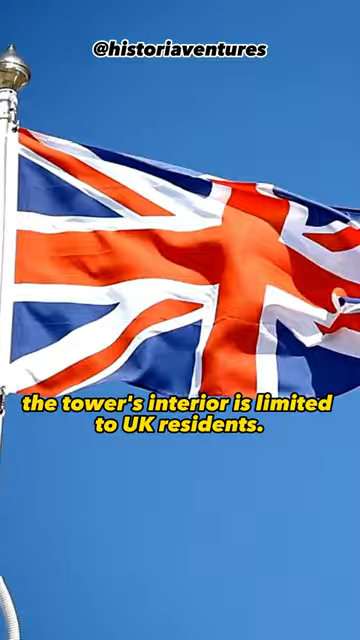 @historiaventures
the tower's interior is limited
to UK residents.